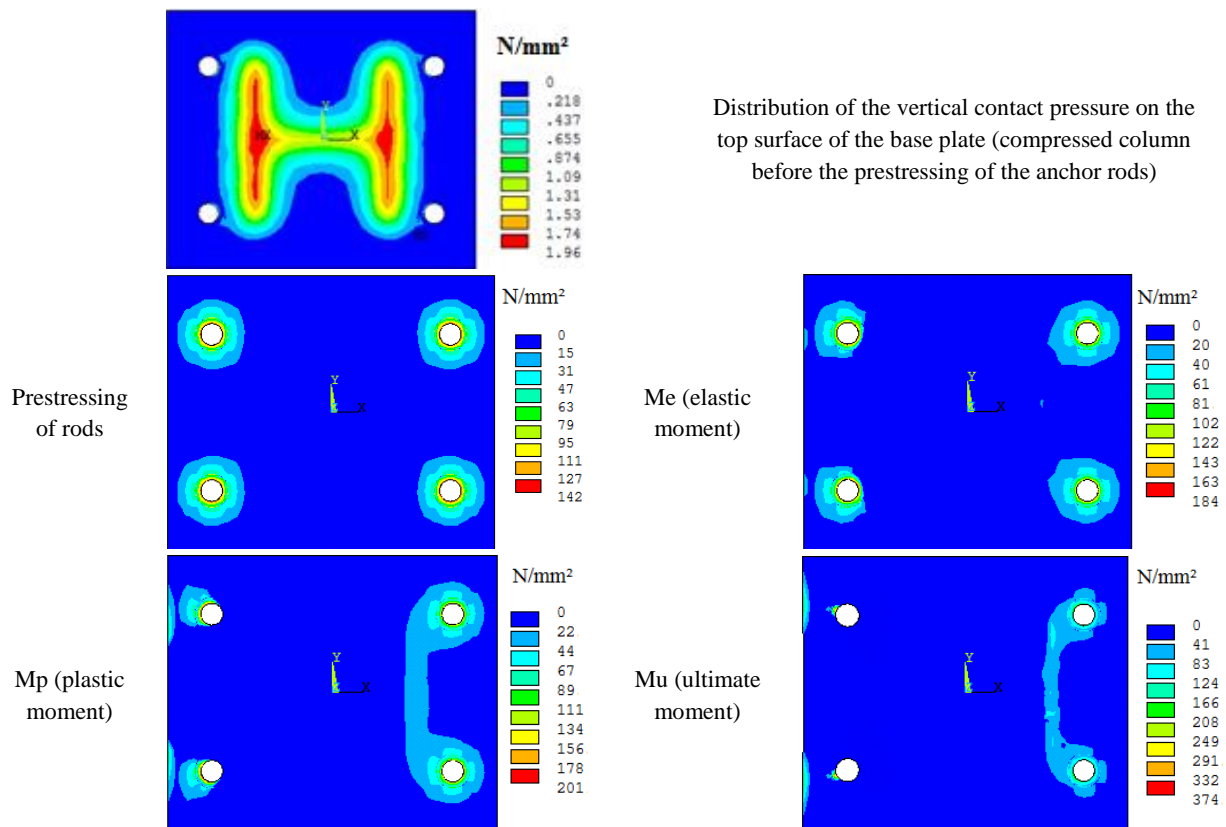 N/mm²
0
.218
.437
.655
.874
1.09
1.31
1.53
1.74
1.96
Y
X
MX
Distribution of the vertical contact pressure on the
top surface of the base plate (compressed column
before the prestressing of the anchor rods)
Prestressing
of rods
Y
X
N/mm²
0
15
31
47
63
79
95
111
127
142
Me (elastic
moment)
Y
X
N/mm²
0
20
40
61
81
102
122
143
163
184
Mp (plastic
moment)
Y
X
N/mm²
0
22
44
67
89
111
134
156
178
201
Mu (ultimate
moment)
Y
X
N/mm²
0
41
83
124
166
208
249
291
332
374